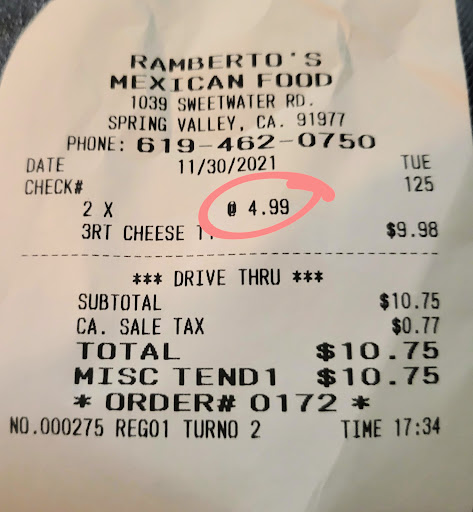 RAMBERTO'S
MEXICAN FOOD
1039 SWEETWATER RD.
SPRING VALLEY, CA. 91977
PHONE: 619-462-0750
DATE 11/30/2021 TUE
CHECK# 125
2 X @ 4.99
3RT CHEESE $9.98
*** DRIVE THRU ***
SUBTOTAL $10.75
CA. SALE TAX $0.77
TOTAL $10.75
MISC TEND1 $10.75
* ORDER# 0172 *
NO.000275 REG01 TURNO 2 TIME 17:34